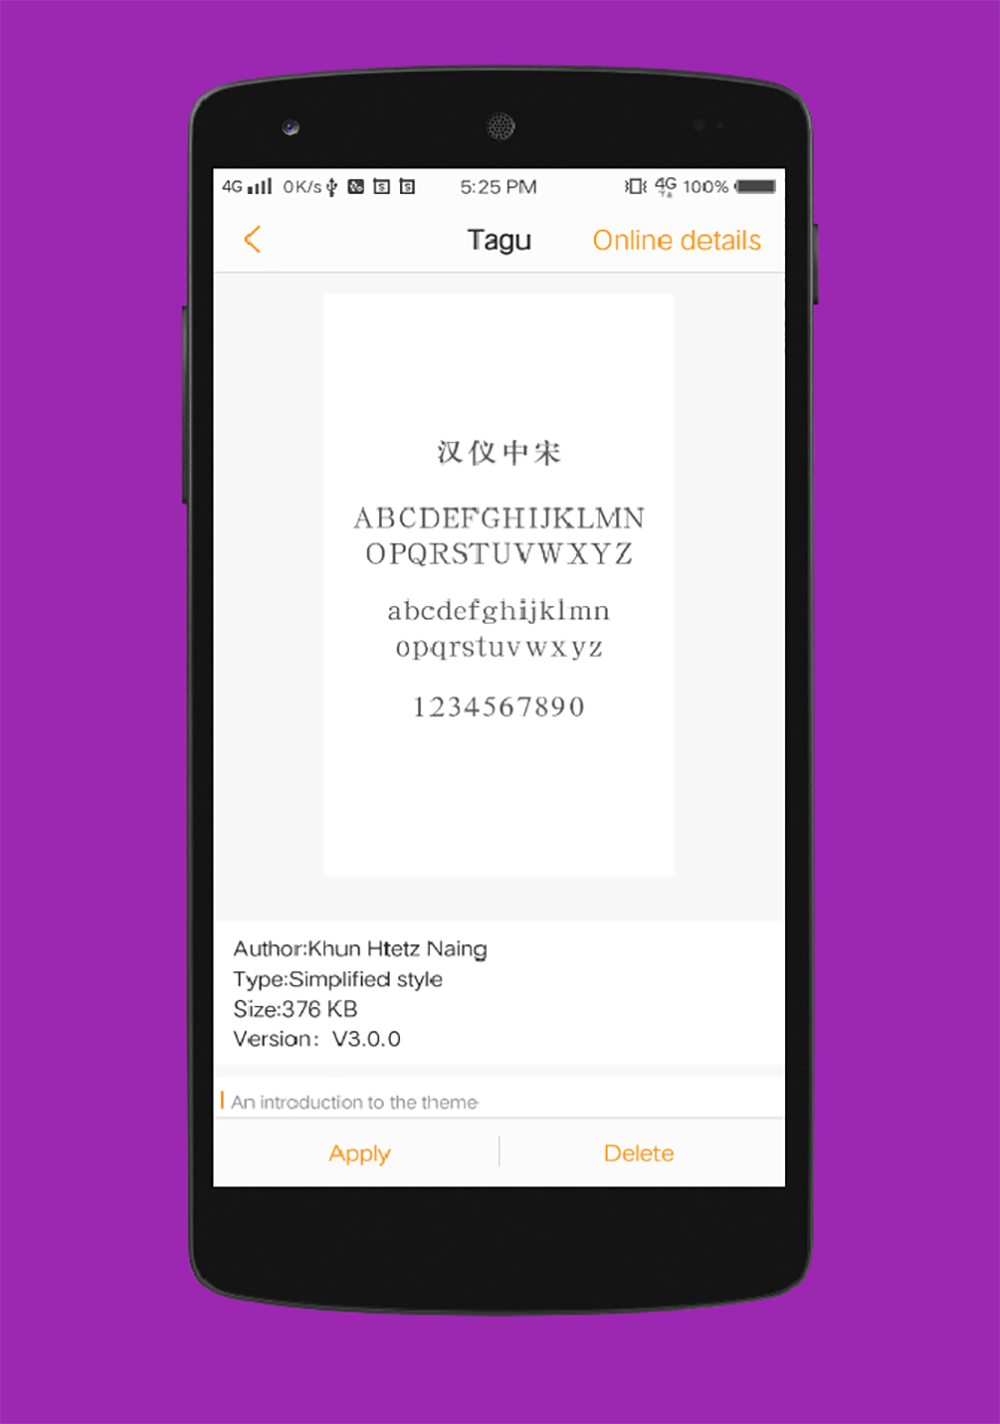 4G 0K/s 5:25 PM 4G 100%
Tagu
Online details
汉仪中宋
ABCDEFGHIJKLMN
OPQRSTUVWXYZ
abcdefghijklmn
opqrstuvwxyz
1234567890
Author:Khun Htetz Naing
Type:Simplified style
Size:376 KB
Version：V3.0.0
An introduction to the theme
Apply
Delete